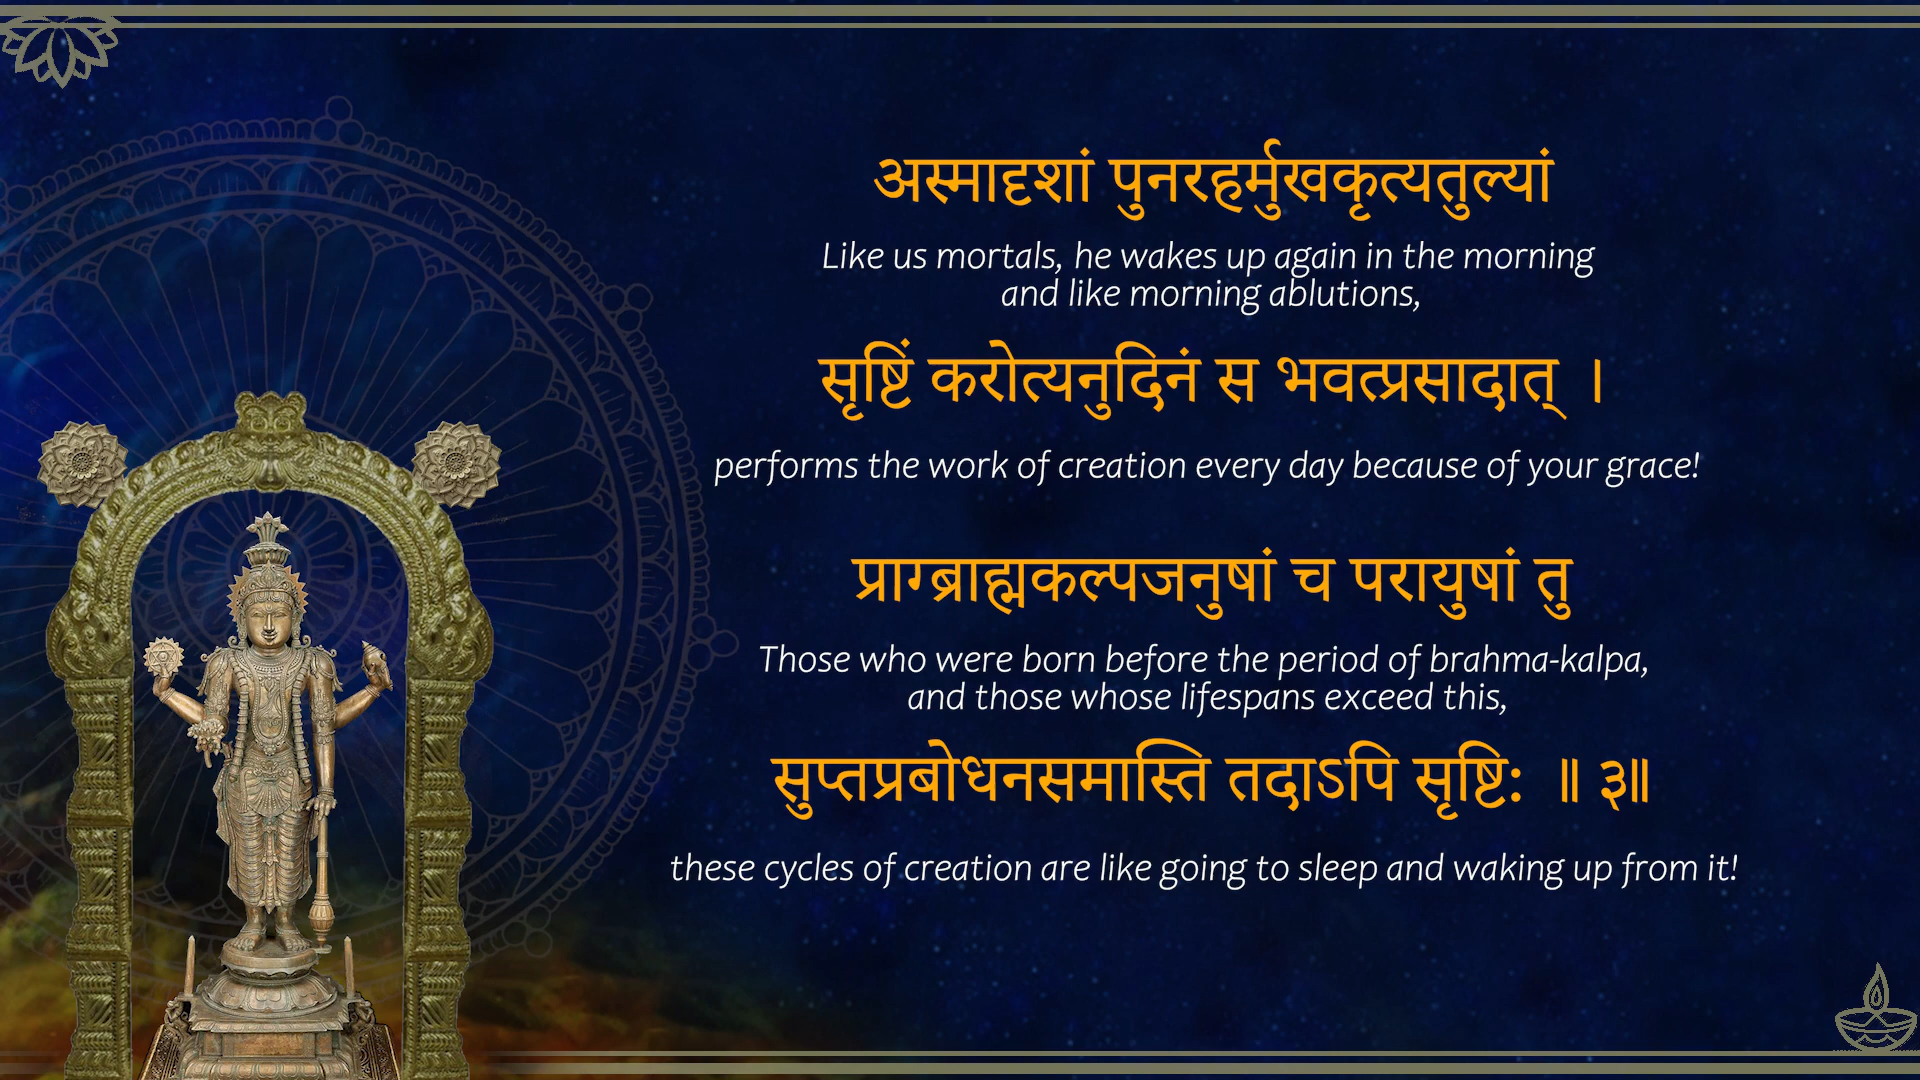 अस्मादृशां पुनरहर्मुखकृत्यतुल्यां
Like us mortals, he wakes up again in the morning
and like morning ablutions,
सृष्टिं करोत्यनुदिनं स भवत्प्रसादात् ।
performs the work of creation every day because of your grace!
प्राग्ब्राह्मकल्पजनुषां च परायुषां तु
Those who were born before the period of brahma-kalpa,
and those whose lifespans exceed this,
सुप्तप्रबोधनसमास्ति तदाऽपि सृष्टिः ॥ ३॥
these cycles of creation are like going to sleep and waking up from it!